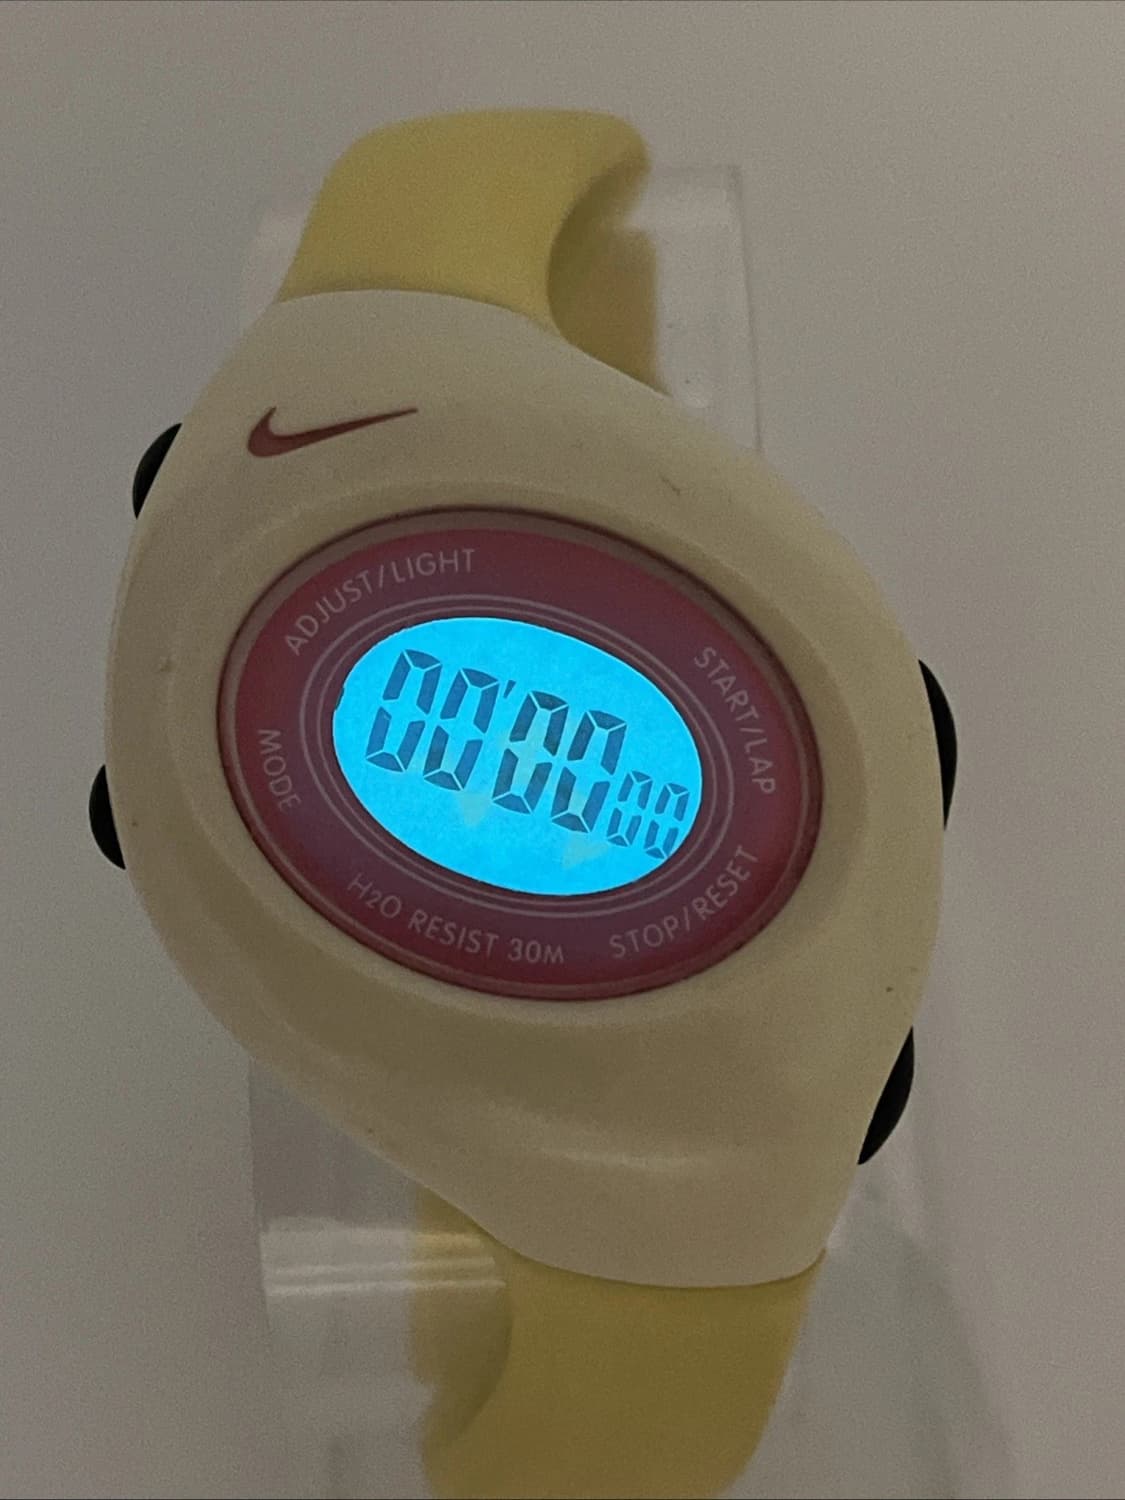 ADJUST/LIGHT
START/LAP
00'00 00
MODE
H2O RESIST 30M
STOP/RESET